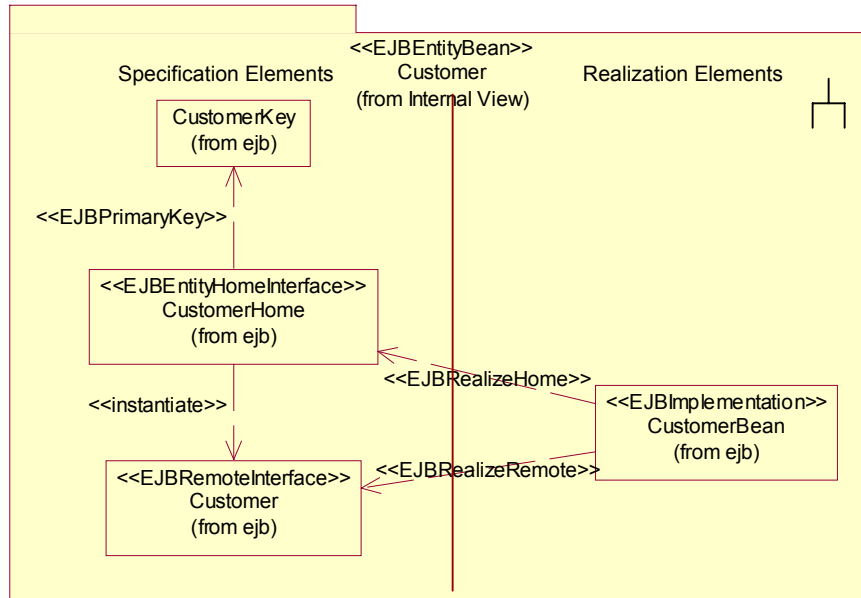 <<EJBEntityBean>>
Customer
(from Internal View)
Specification Elements
Realization Elements
CustomerKey
(from ejb)
<<EJBPrimaryKey>>
<<EJBEntityHomeInterface>>
CustomerHome
(from ejb)
<<EJBRealizeHome>>
<<instantiate>>
<<EJBImplementation>>
CustomerBean
(from ejb)
<<EJBRealizeRemote>>
<<EJBRemoteInterface>>
Customer
(from ejb)